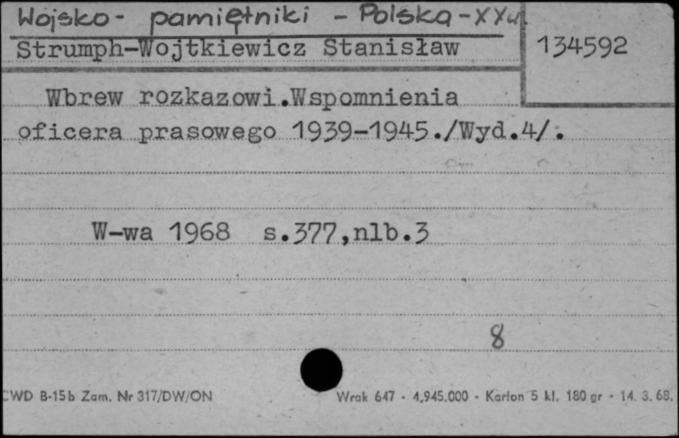 Wojsko - pamiętniki - Polska - XX w
Strumph-Wojtkiewicz Stanisław
134592
Wbrew rozkazowi.Wspomnienia
oficera prasowego 1939-1945./Wyd.4/.
W-wa 1968 s.377,nlb.3
8
CWD B-15b Zam. Nr 317/DW/ON
Wrak 647 - 4,945.000 - Karton 5 kl. 180 gr - 14. 3. 68.